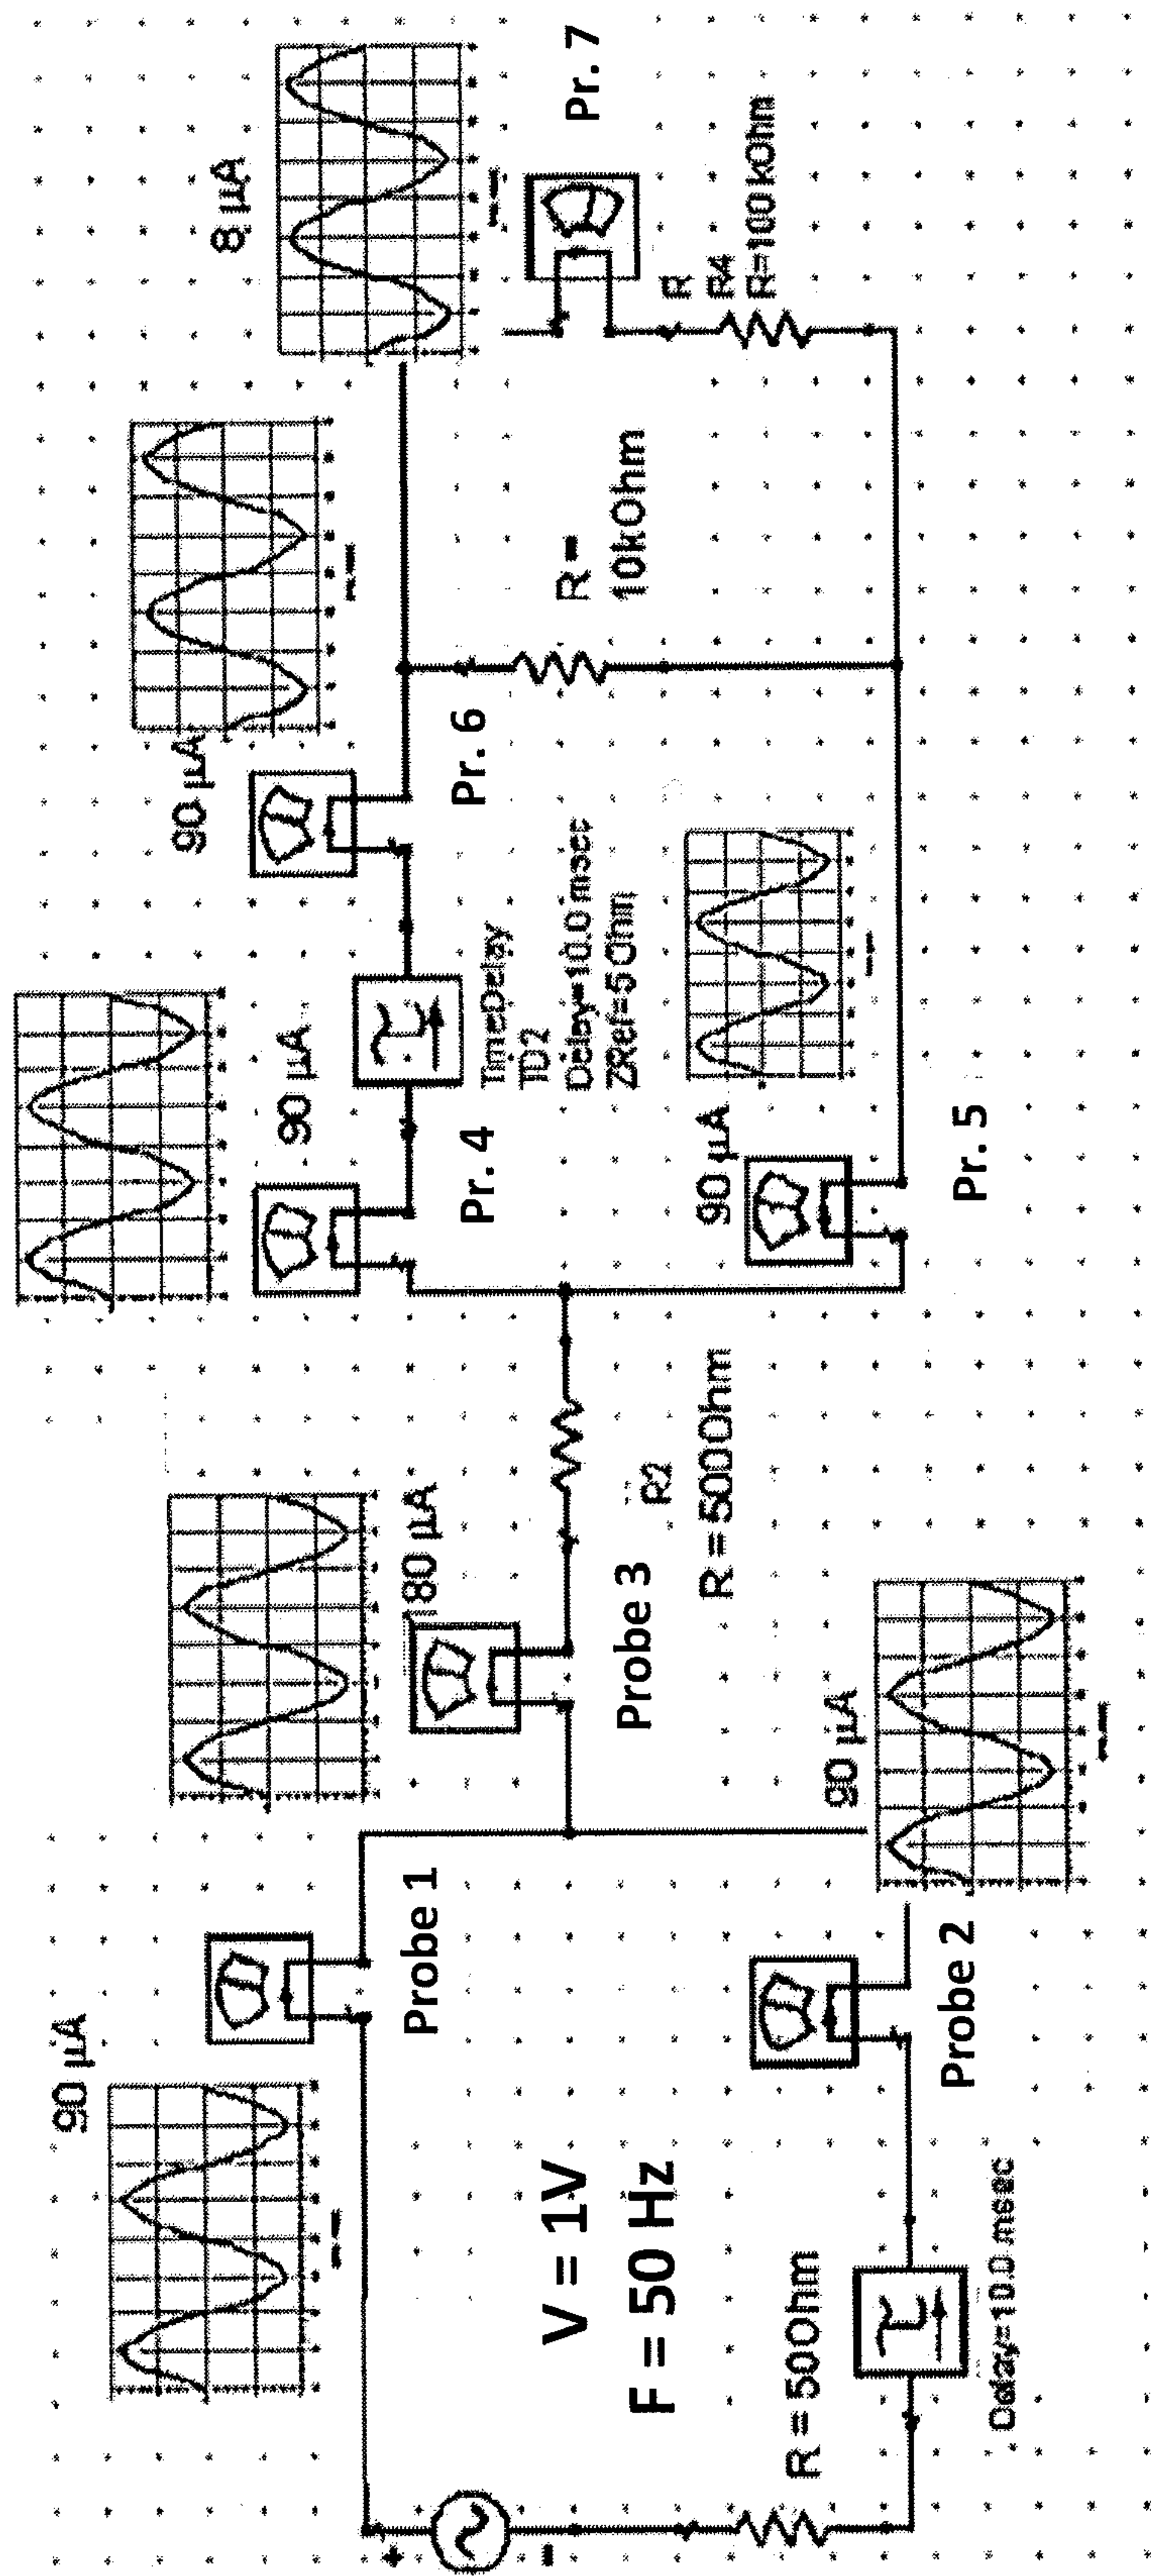 90 µA
Probe 1
V = 1V
F = 50 Hz
R = 50Ohm
Delay=10.0 msec
Probe 2
90 µA
180 µA
Probe 3
R2
R = 500Ohm
90 µA
Pr. 4
TimeDelay
TD2
Delay=10.0 msec
ZRef=5 Ohm
90 µA
Pr. 5
90 µA
Pr. 6
R =
10kOhm
8 µA
Pr. 7
R
R4
R=100 kOhm
+
-